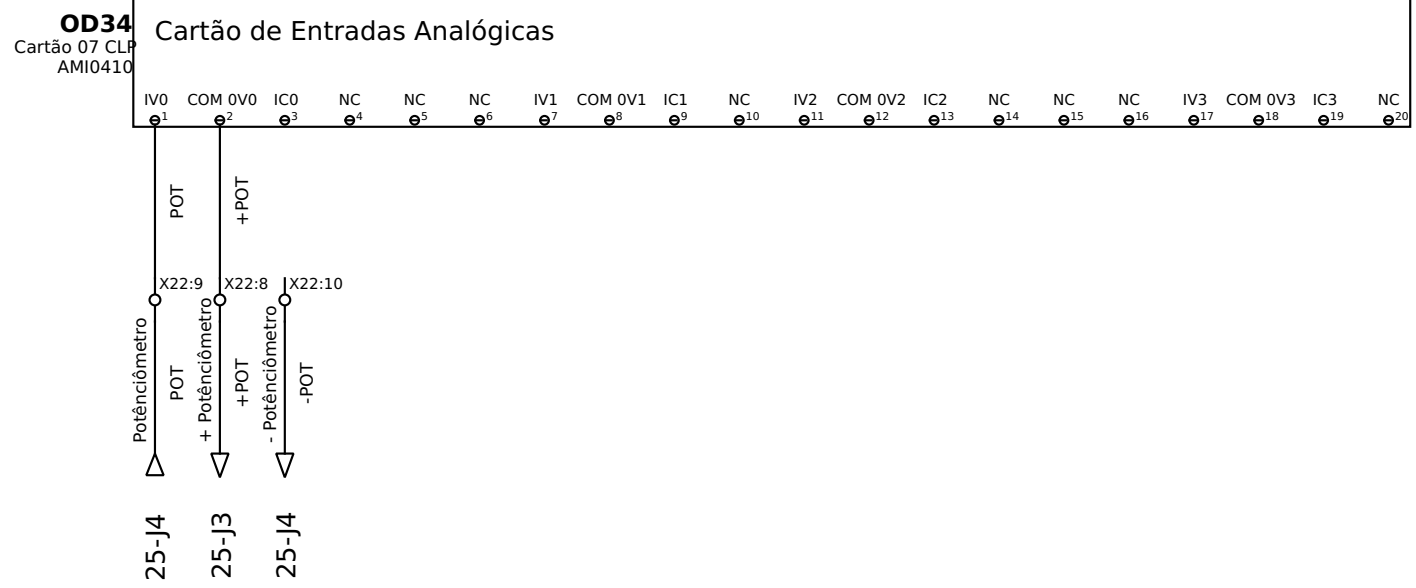 OD34
Cartão 07 CLP
AMI0410
Cartão de Entradas Analógicas
IV0 COM 0V0 IC0 NC NC NC IV1 COM 0V1 IC1 NC IV2 COM 0V2 IC2 NC NC NC IV3 COM 0V3 IC3 NC
1 2 3 4 5 6 7 8 9 10 11 12 13 14 15 16 17 18 19 20
POT
+POT
X22:9 X22:8 X22:10
Potênciômetro
POT
+ Potênciômetro
+POT
- Potênciômetro
-POT
25-J4
25-J3
25-J4